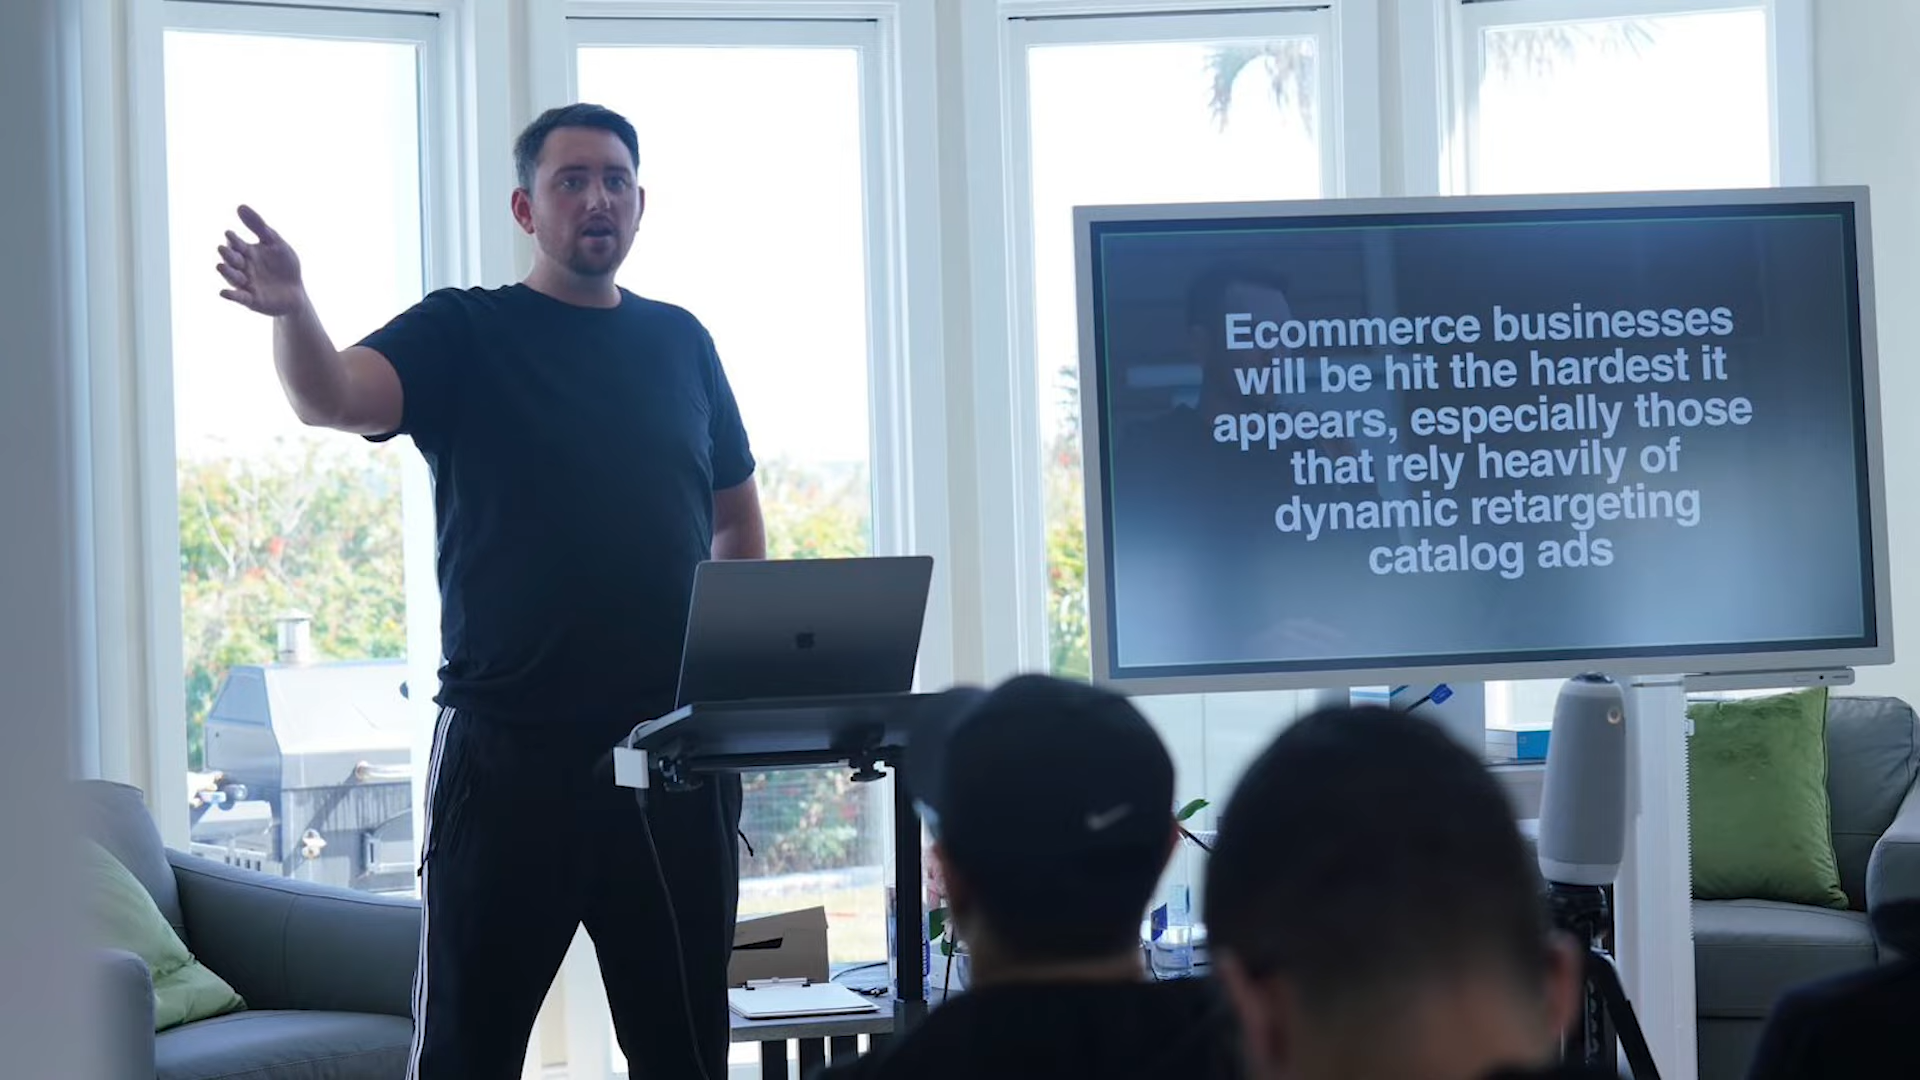 Ecommerce businesses
will be hit the hardest it
appears, especially those
that rely heavily of
dynamic retargeting
catalog ads